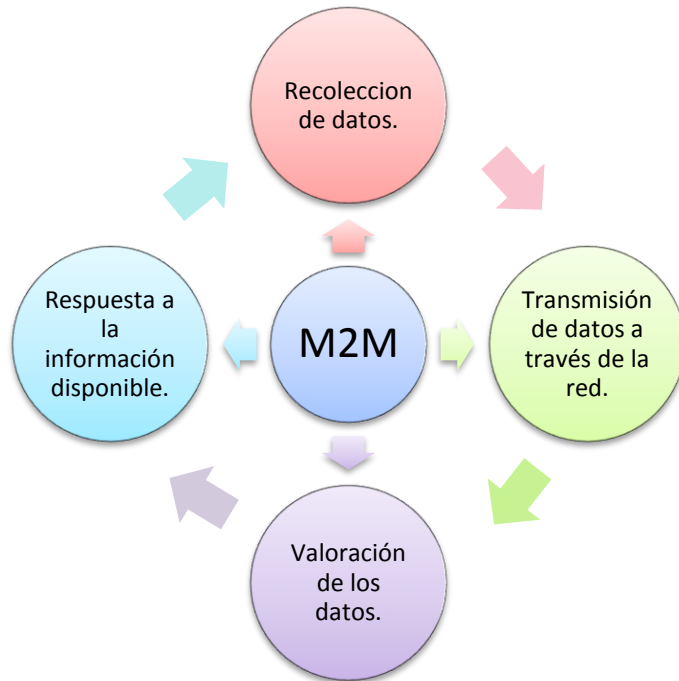 Recoleccion
de datos.
Respuesta a
la
información
disponible.
M2M
Transmisión
de datos a
través de la
red.
Valoración
de los
datos.